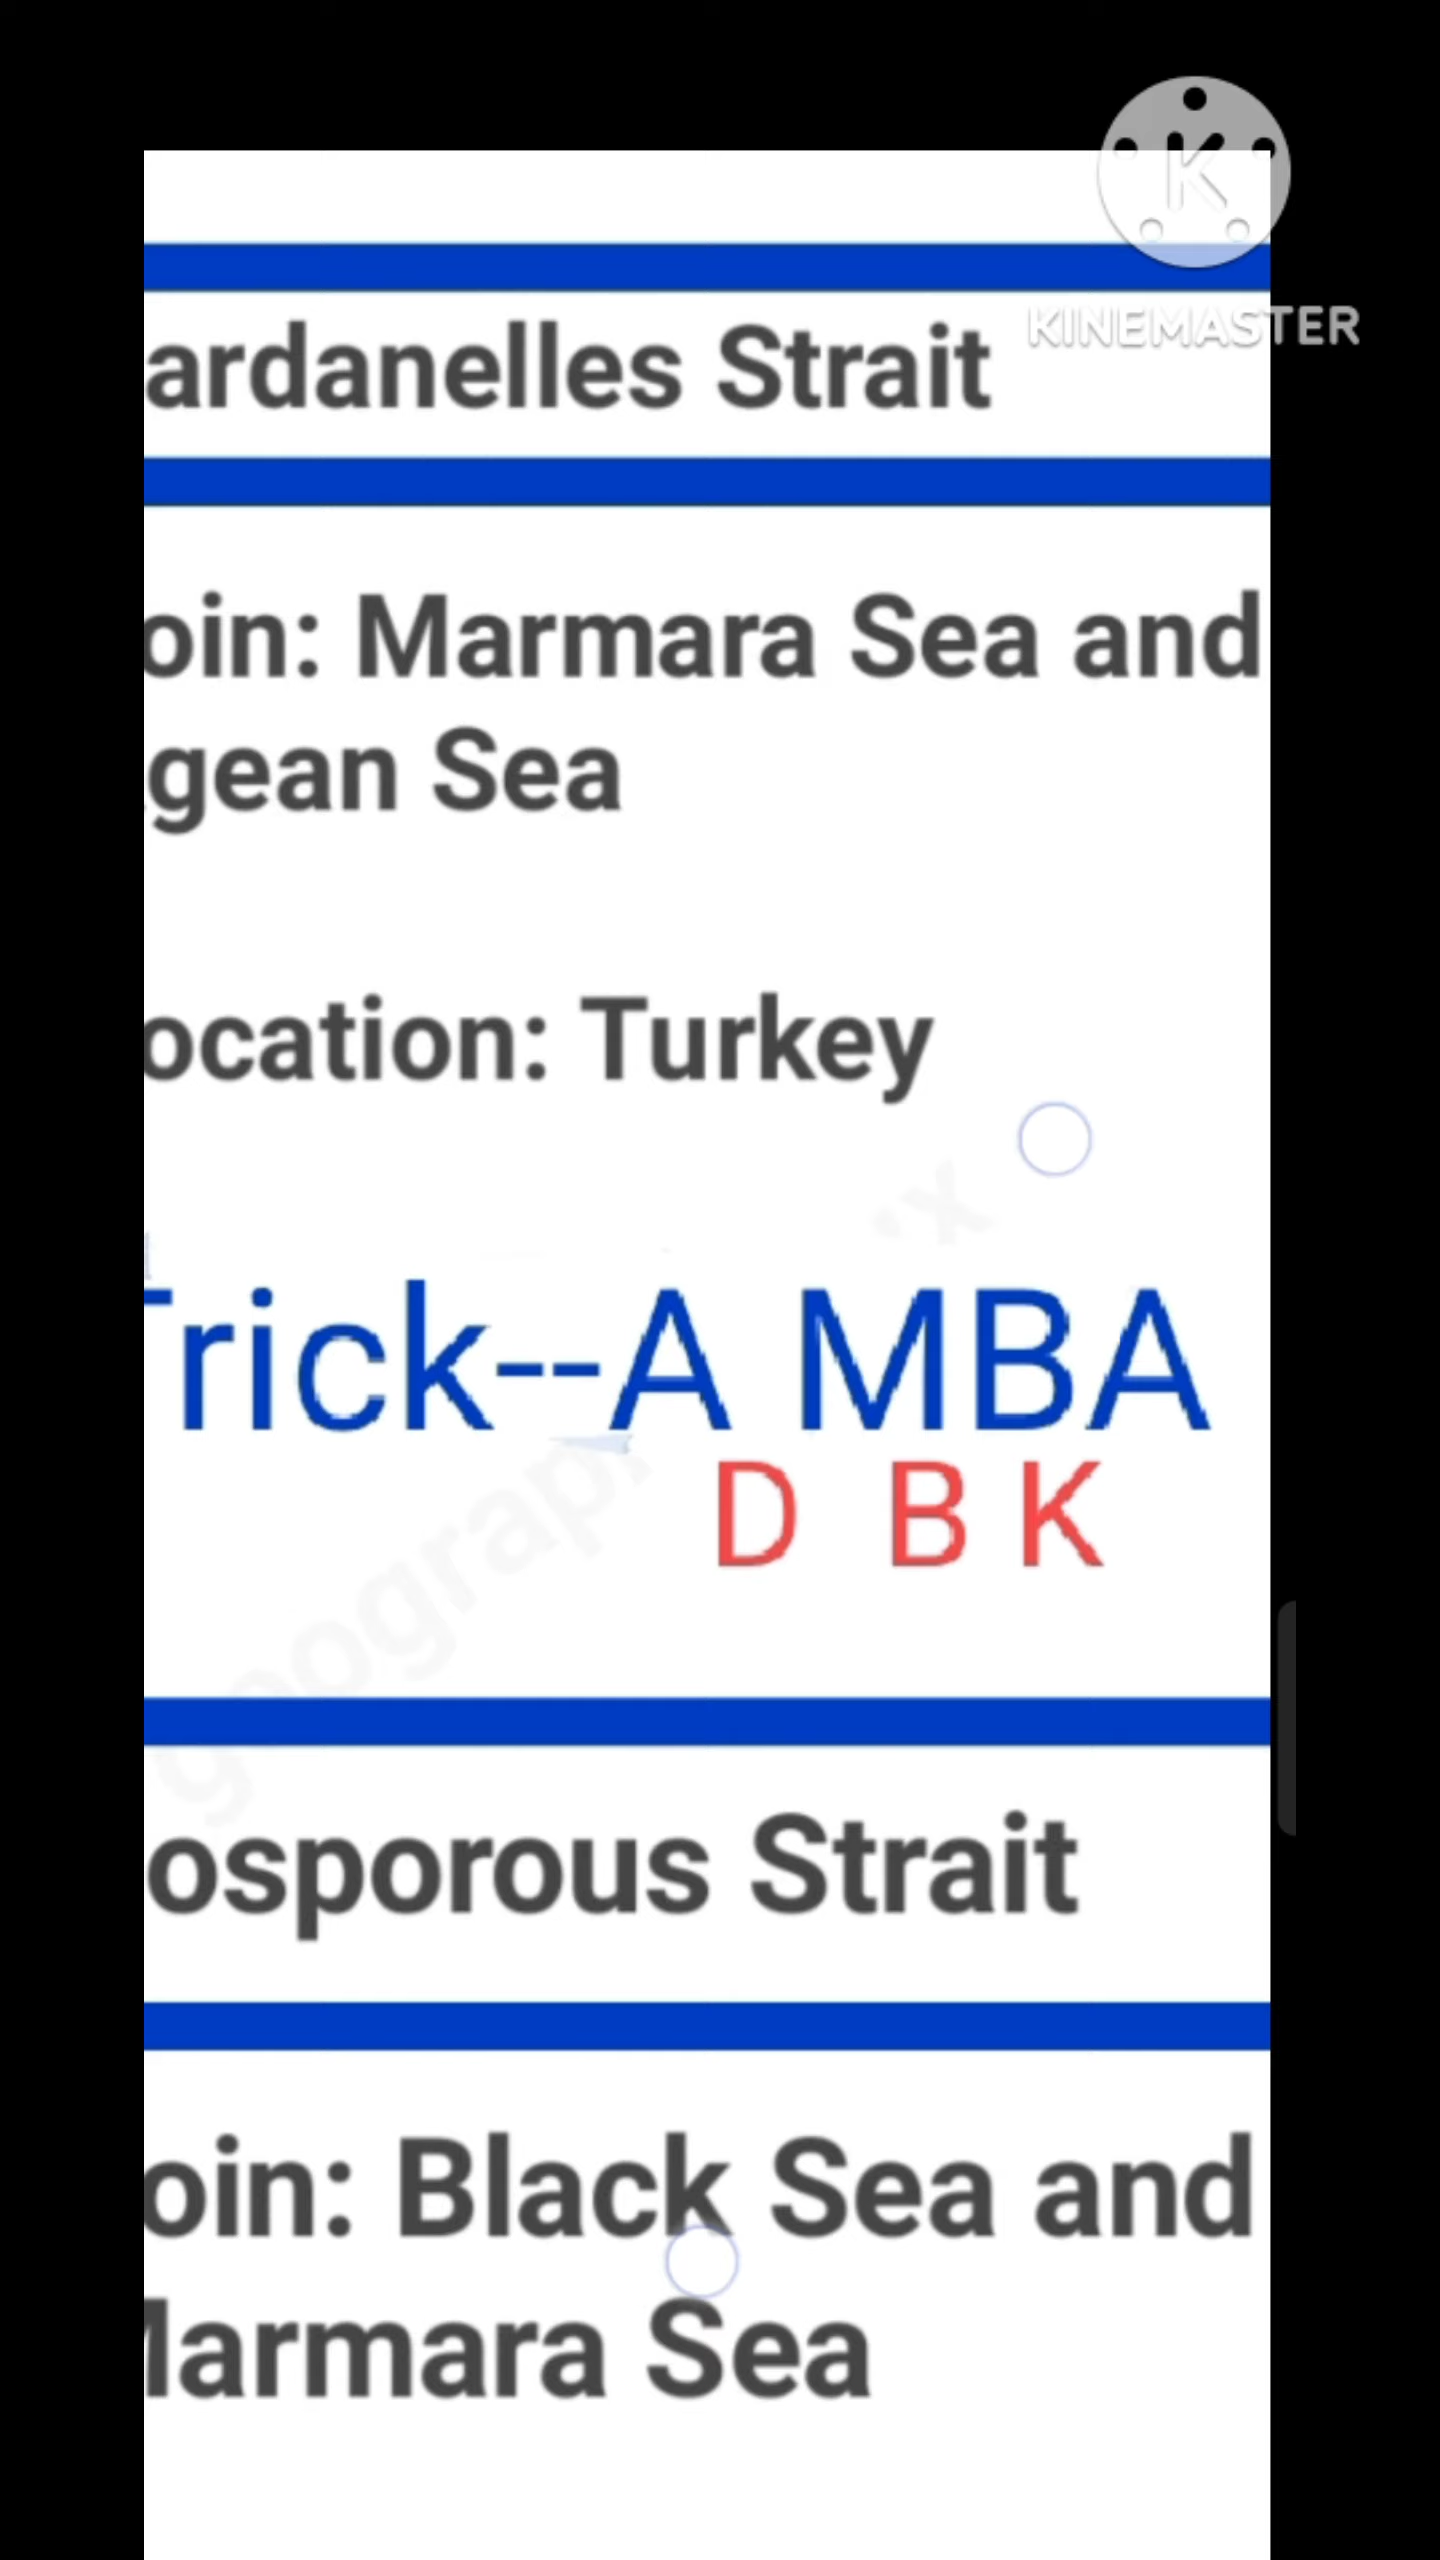 KINEMASTER
ardanelles Strait
oin: Marmara Sea and
gean Sea
ocation: Turkey
Trick--A MBA
D B K
osporous Strait
oin: Black Sea and
Marmara Sea